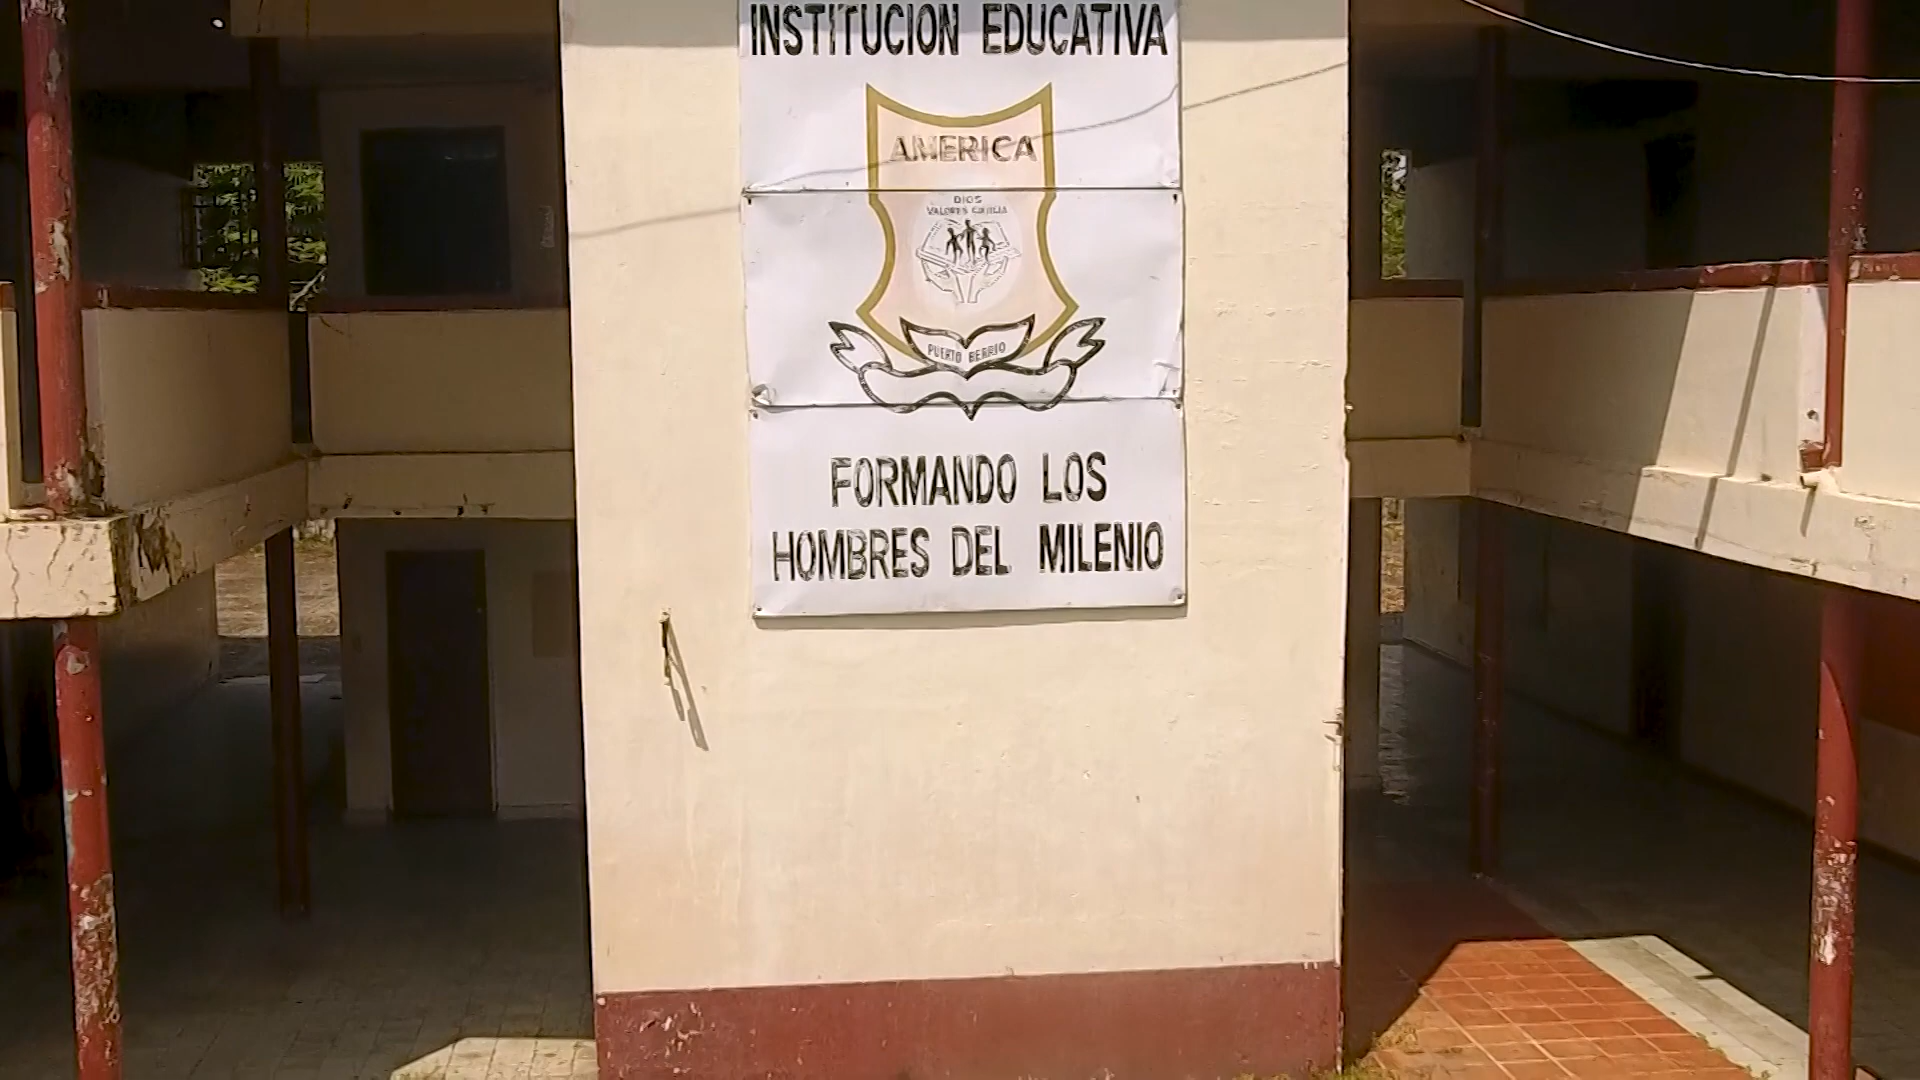 INSTITUCION EDUCATIVA
AMERICA
DIOS
PUERTO BERRIO
FORMANDO LOS
HOMBRES DEL MILENIO